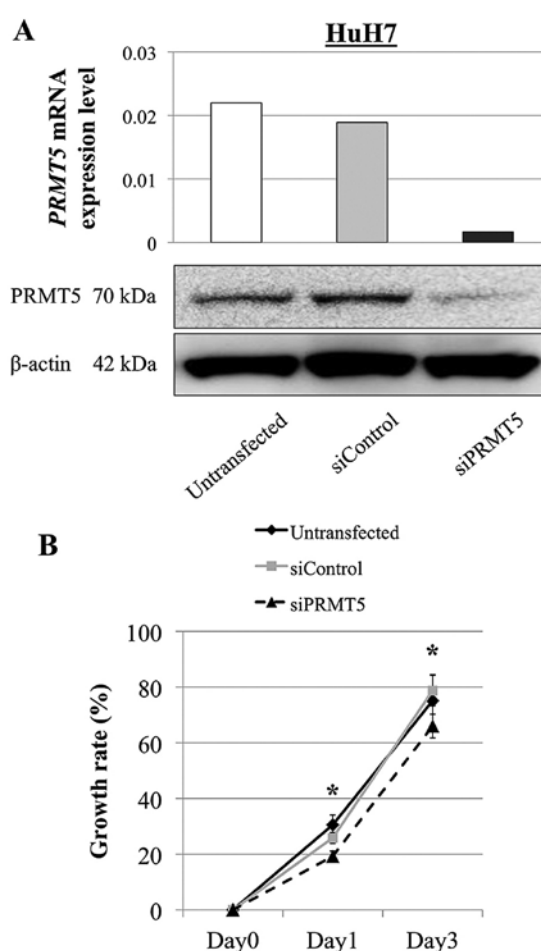 A
HuH7
PRMT5 mRNA
expression level
0.03
0.02
0.01
0
PRMT5 70 kDa
β-actin 42 kDa
Untransfected
siControl
siPRMT5
B
Untransfected
siControl
siPRMT5
Growth rate (%)
100
80
60
40
20
0
*
*
Day0 Day1 Day3